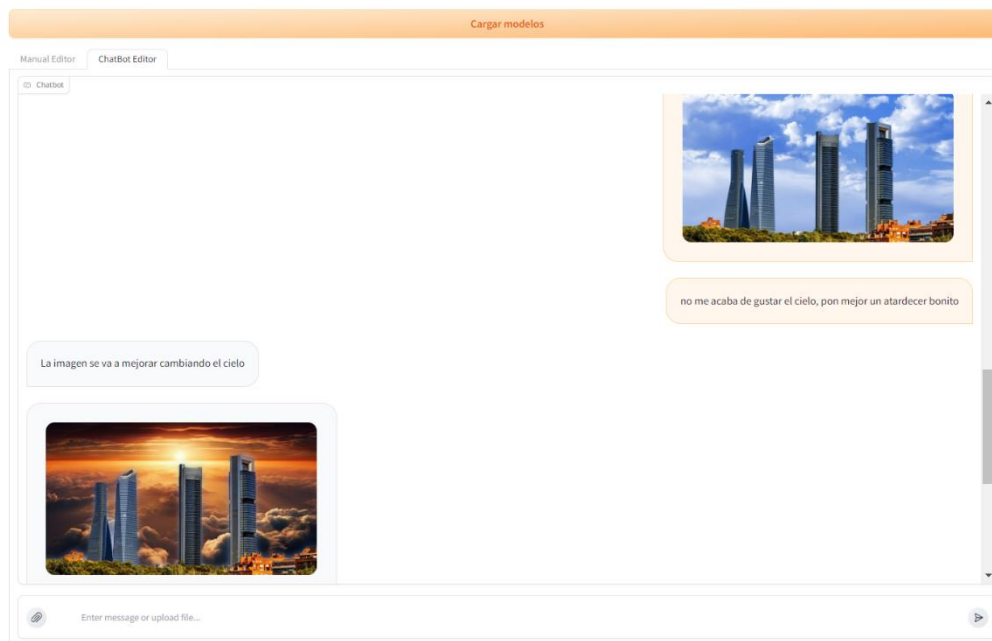 Cargar modelos
Manual Editor
ChatBot Editor
Chatbot
no me acaba de gustar el cielo, pon mejor un atardecer bonito
La imagen se va a mejorar cambiando el cielo
Enter message or upload file...